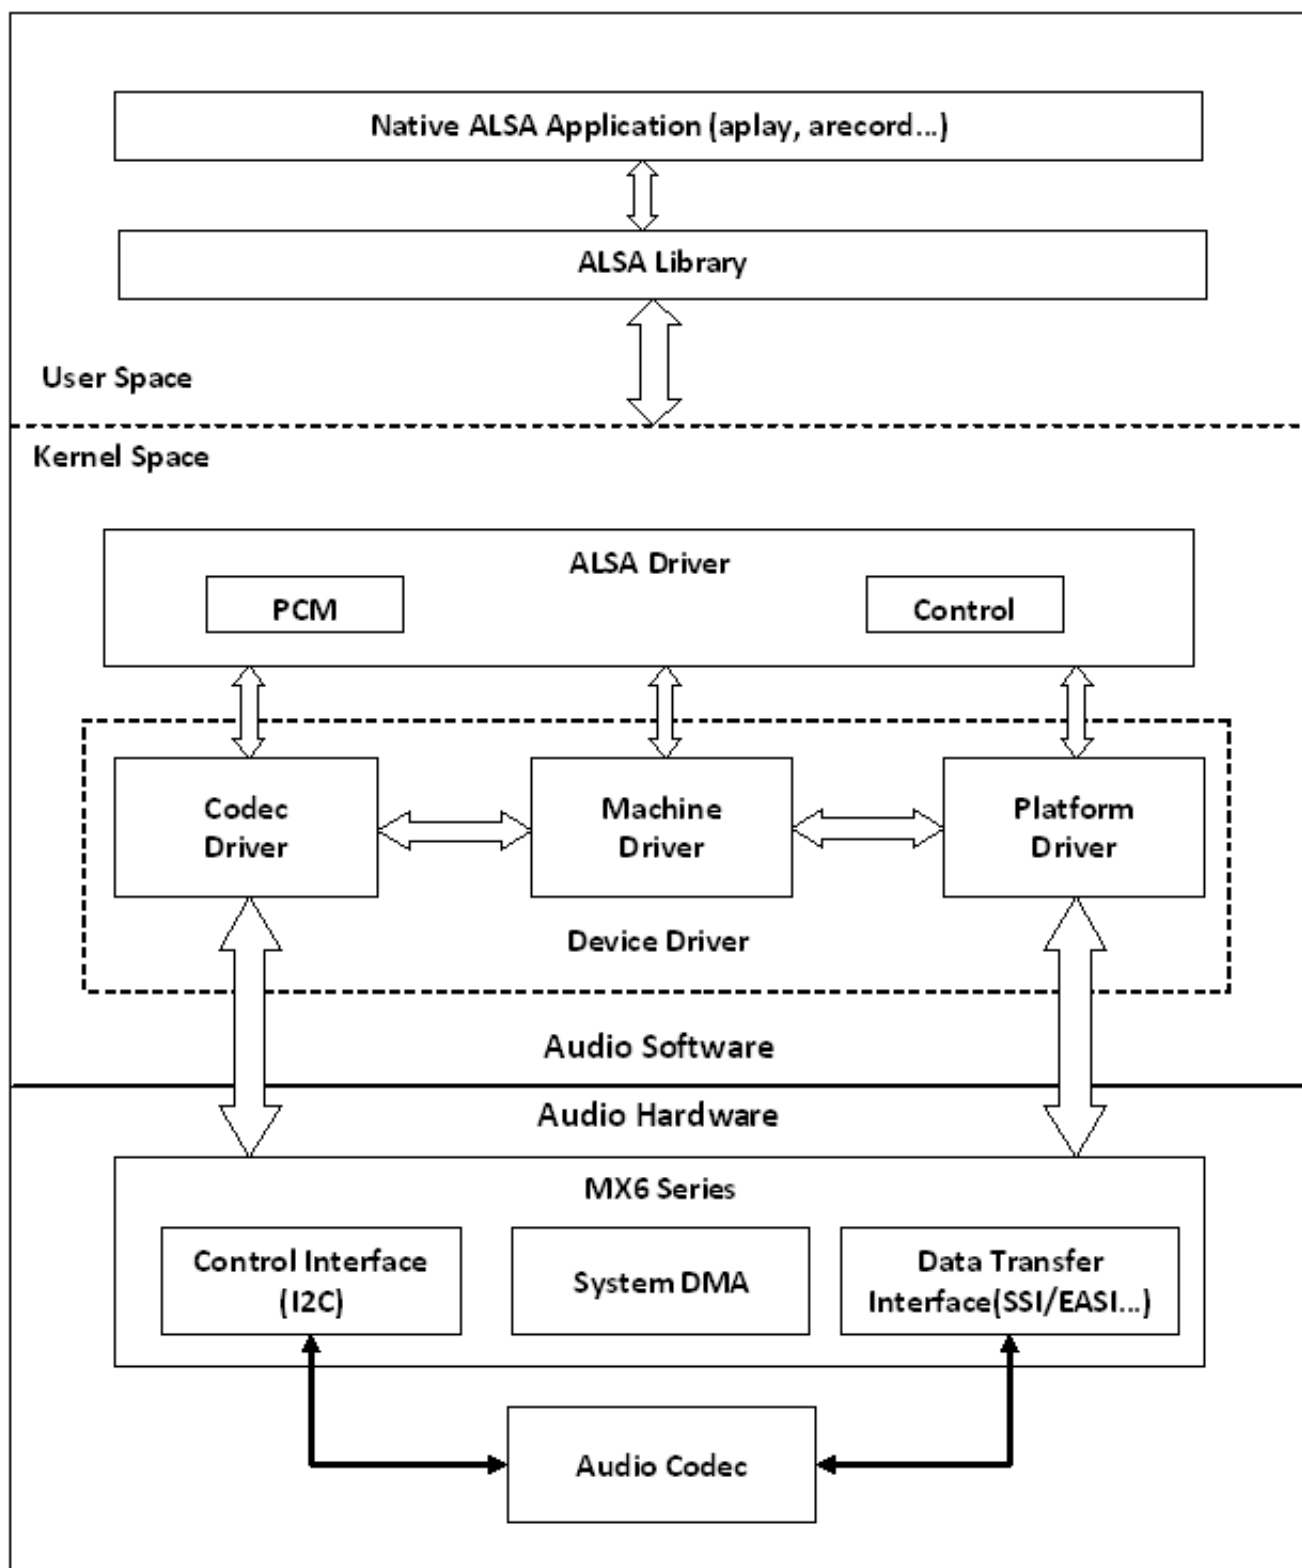 Native ALSA Application (aplay, arecord...)
ALSA Library
User Space
Kernel Space
ALSA Driver
PCM
Control
Codec
Driver
Machine
Driver
Platform
Driver
Device Driver
Audio Software
Audio Hardware
MX6 Series
Control Interface
(I2C)
System DMA
Data Transfer
Interface(SSI/EASI...)
Audio Codec